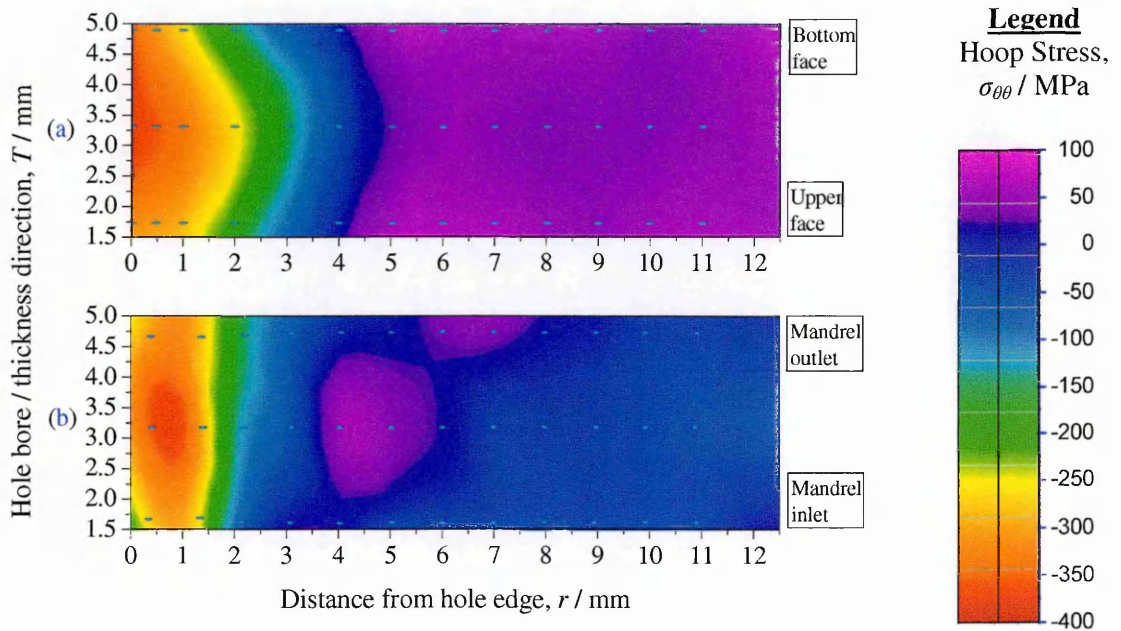 Legend
Hoop Stress,
σθθ / MPa
100
50
0
-50
-100
-150
-200
-250
-300
-350
-400
Hole bore / thickness direction, T / mm
(a)
5.0
4.5
4.0
3.5
3.0
2.5
2.0
1.5
0 1 2 3 4 5 6 7 8 9 10 11 12
Bottom
face
Upper
face
(b)
5.0
4.5
4.0
3.5
3.0
2.5
2.0
1.5
0 1 2 3 4 5 6 7 8 9 10 11 12
Mandrel
outlet
Mandrel
inlet
Distance from hole edge, r / mm